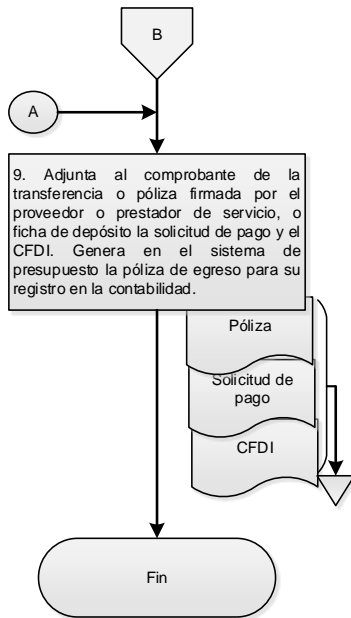 B
A
9. Adjunta al comprobante de la
transferencia o póliza firmada por el
proveedor o prestador de servicio, o
ficha de depósito la solicitud de pago y el
CFDI. Genera en el sistema de
presupuesto la póliza de egreso para su
registro en la contabilidad.
Póliza
Solicitud de
pago
CFDI
Fin